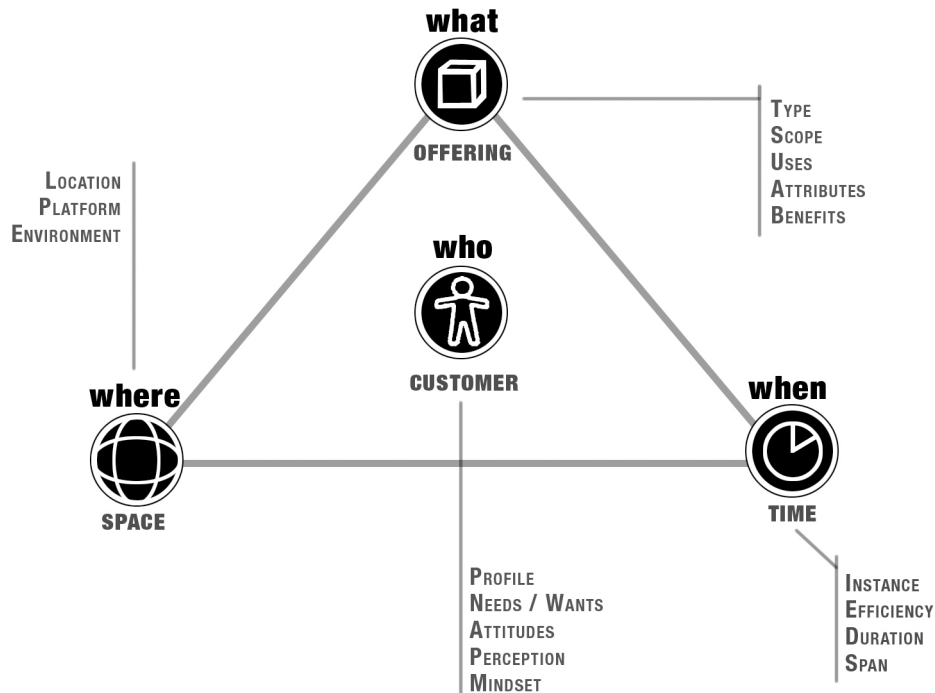 what
OFFERING
TYPE
SCOPE
USES
ATTRIBUTES
BENEFITS
LOCATION
PLATFORM
ENVIRONMENT
who
CUSTOMER
where
SPACE
when
TIME
PROFILE
NEEDS / WANTS
ATTITUDES
PERCEPTION
MINDSET
INSTANCE
EFFICIENCY
DURATION
SPAN